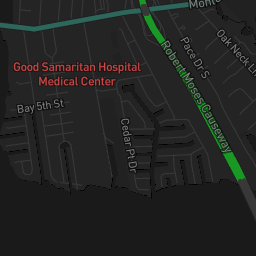 Monto
Oak Neck Ln
Pace Dr S
Robert Moses Causeway
Good Samaritan Hospital
Medical Center
Bay 5th St
Cedar Pt Dr